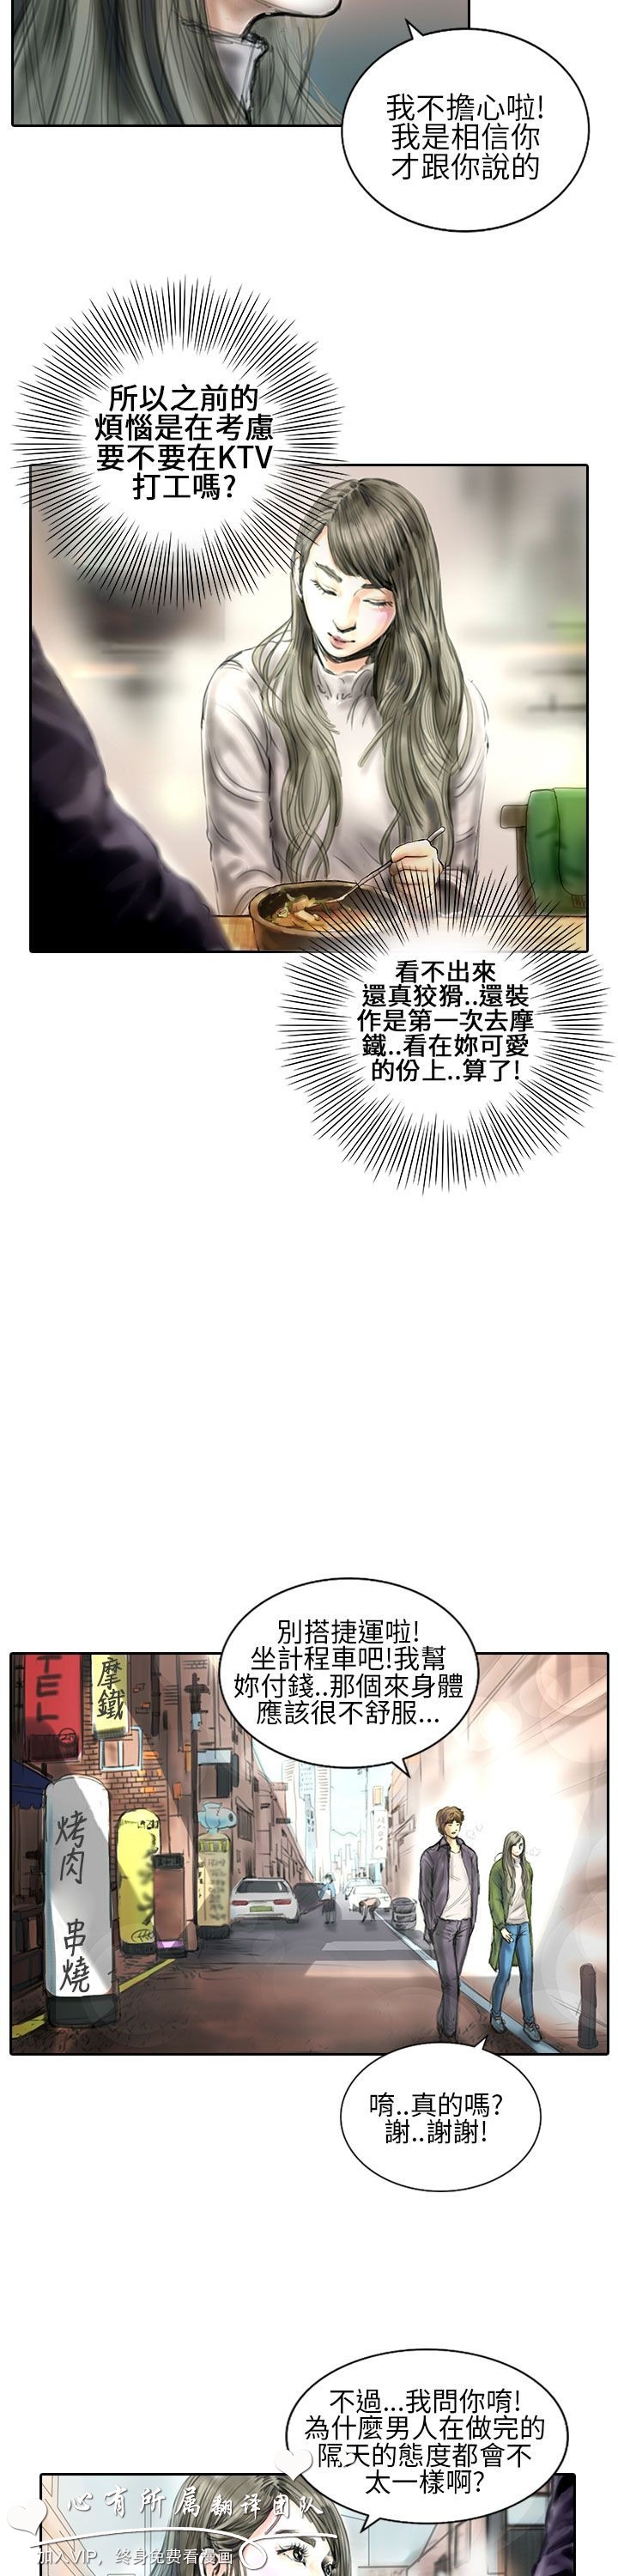 我不擔心啦!
我是相信你
才跟你說的
所以之前的
煩惱是在考慮
要不要在KTV
打工嗎?
看不出來
還真狡猾..還裝
作是第一次去摩
鐵..看在妳可愛
的份上..算了!
別搭捷運啦!
坐計程車吧!我幫
妳付錢..那個來身體
應該很不舒服...
TEL
摩鐵
烤肉
串燒
唷..真的嗎?
謝..謝謝!
不過...我問你唷!
為什麼男人在做完的
隔天的態度都會不
太一樣啊?
心有所属翻译团队
加入VIP，终身免费看漫画